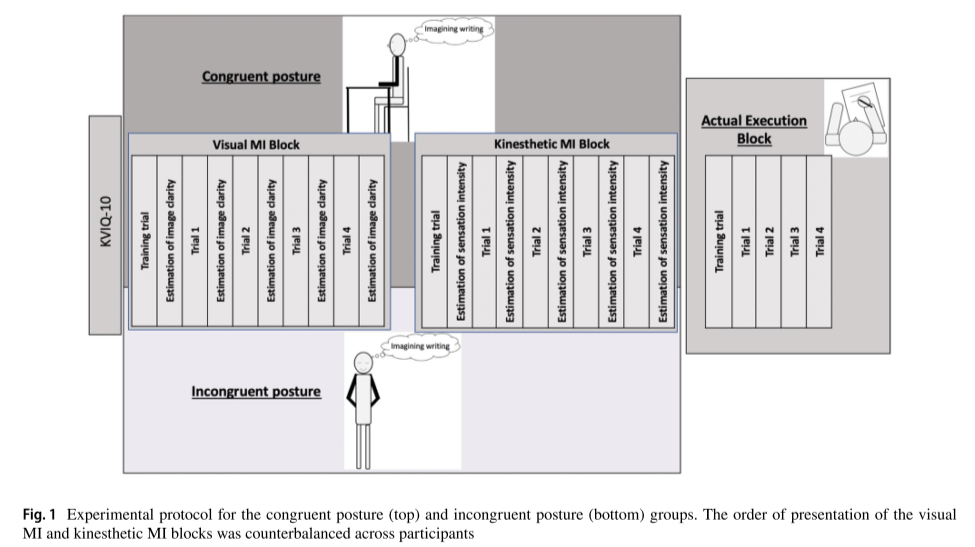 Imagining writing
Congruent posture
KVIQ-10
Visual MI Block
Training trial
Estimation of image clarity
Trial 1
Estimation of image clarity
Trial 2
Estimation of image clarity
Trial 3
Estimation of image clarity
Trial 4
Estimation of image clarity
Kinesthetic MI Block
Training trial
Estimation of sensation intensity
Trial 1
Estimation of sensation intensity
Trial 2
Estimation of sensation intensity
Trial 3
Estimation of sensation intensity
Trial 4
Estimation of sensation intensity
Actual Execution
Block
Training trial
Trial 1
Trial 2
Trial 3
Trial 4
Imagining writing
Incongruent posture
Fig. 1 Experimental protocol for the congruent posture (top) and incongruent posture (bottom) groups. The order of presentation of the visual
MI and kinesthetic MI blocks was counterbalanced across participants